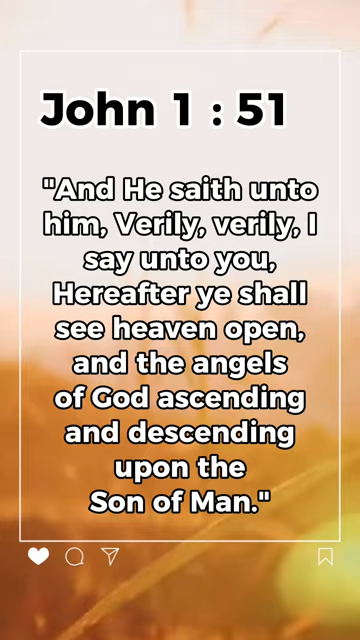 John 1 : 51
"And He saith unto
him, Verily, verily, I
say unto you,
Hereafter ye shall
see heaven open,
and the angels
of God ascending
and descending
upon the
Son of Man."